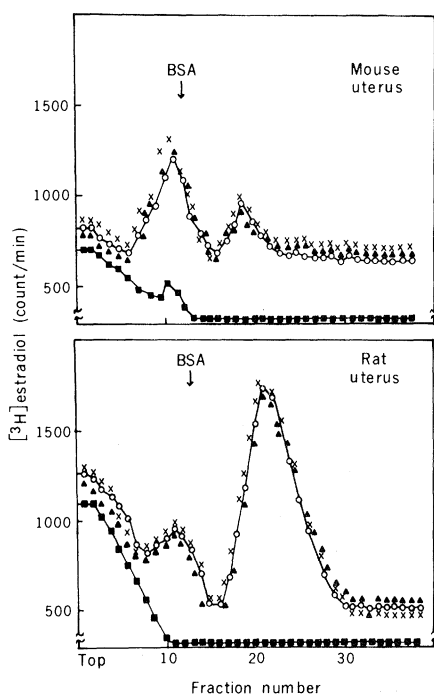 BSA
Mouse
uterus
1500
1000
500
[³H]estradiol (count/min)
BSA
Rat
uterus
1500
1000
500
Top
10
20
30
Fraction number